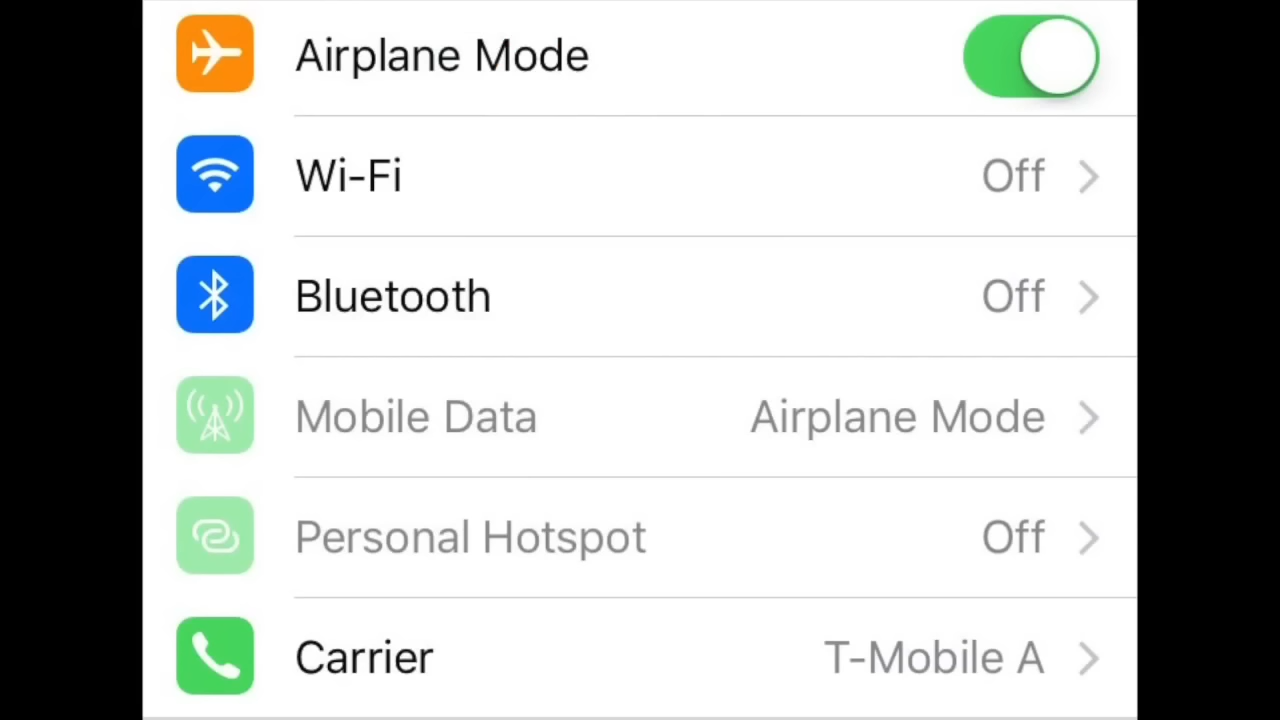 Airplane Mode
Wi-Fi Off
Bluetooth Off
Mobile Data Airplane Mode
Personal Hotspot Off
Carrier T-Mobile A